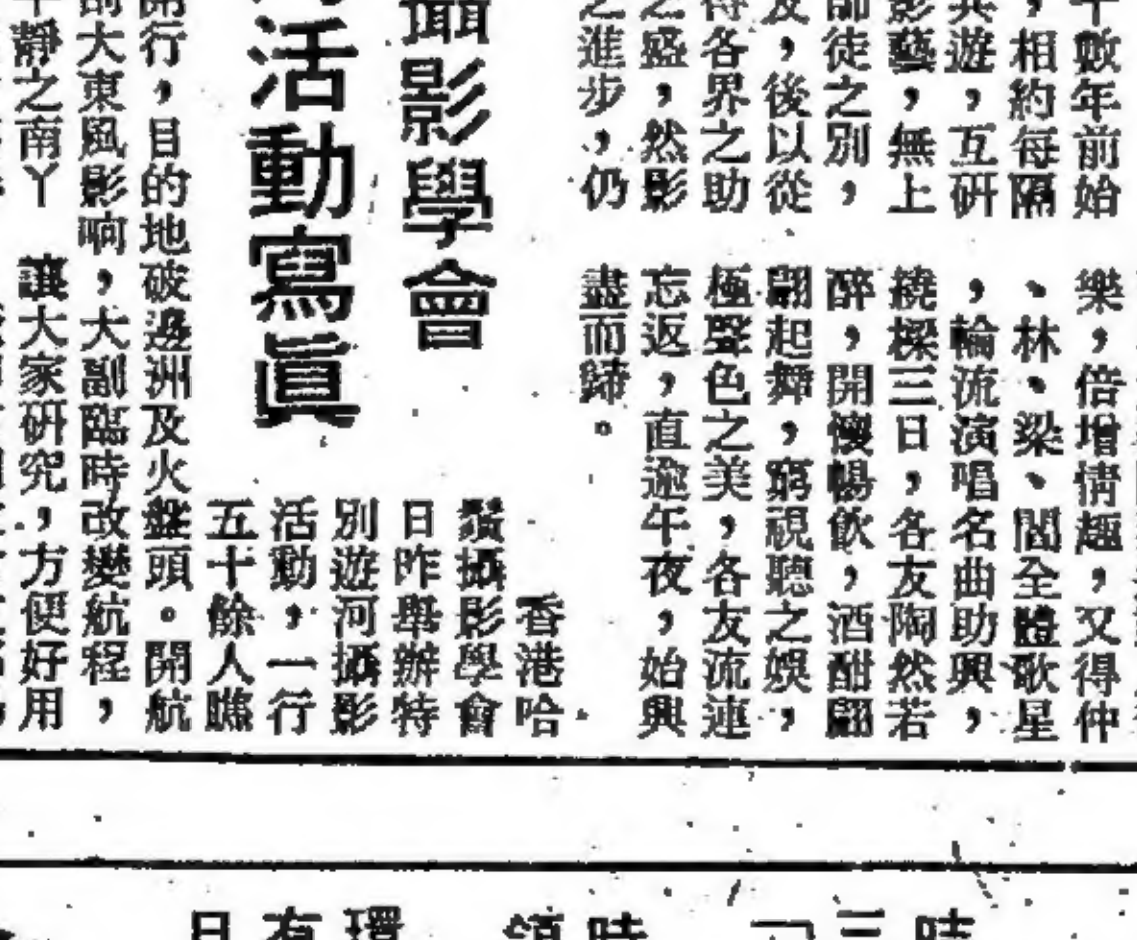 數年前始
，相約每隔
共遊，互研
影藝，無上
師徒之別，
及，後以從
得各界之助
之盛，然影
之進步，仍
樂，倍增情趣，又得仲
、林、梁、閻全體歌星
，輪流演唱名曲助興，
繞樑三日，各友陶然若
醉，開懷暢飲，酒酣翩
翩起舞，窮視聽之娛，
極聲色之美，各友流連
忘返，直逾午夜，始興
盡而歸。
攝影學會
活動寫眞
香港哈
攝影學會
日昨舉辦特
別遊河攝影
活動，一行
五十餘人
開行，目的地破邊洲及火盤頭。開航
的大東風影响，大副臨時改變航程，
平靜之南丫
讓大家研究，方便好用